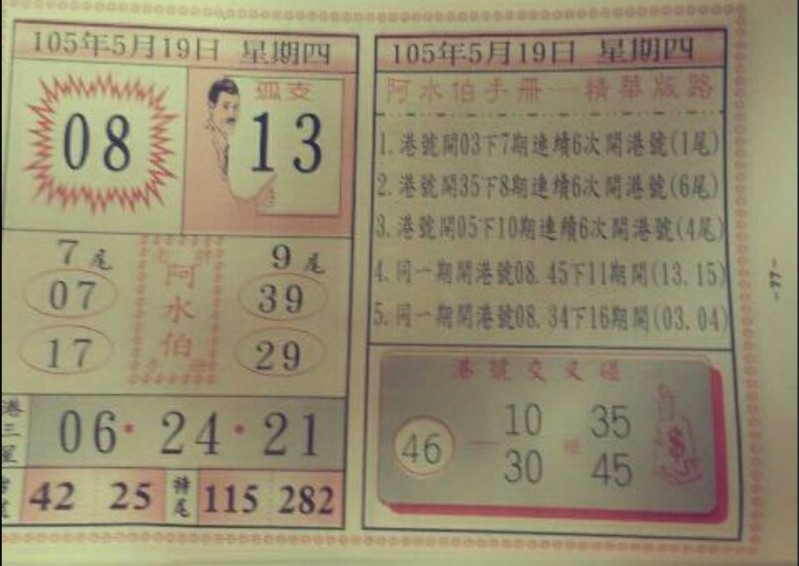 105年5月19日 星期四
08
孤支
13
7尾
07
17
阿水伯
9尾
39
29
港三星
06·24·21
42 25
特尾
115 282
105年5月19日 星期四
阿水伯手冊—精華版路
1. 港號開03下7期連續6次開港號(1尾)
2. 港號開35下8期連續6次開港號(6尾)
3. 港號開05下10期連續6次開港號(4尾)
4. 同一期開港號08.45下11期開(13.15)
5. 同一期開港號08.34下16期開(03.04)
港號交叉碰
46 — 10 碰 35
30 45
$
-77-